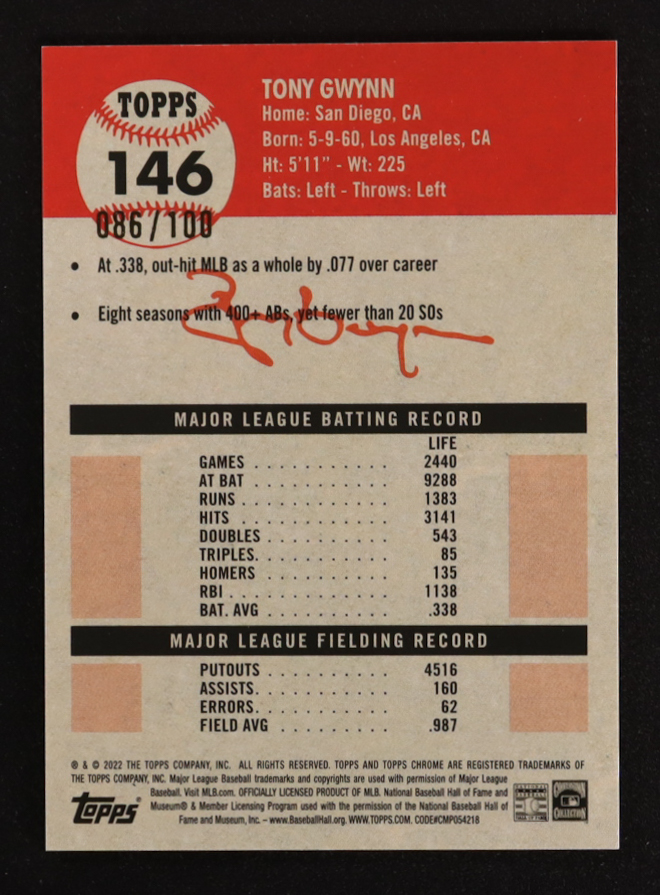 TOPPS
146
086/100
TONY GWYNN
Home: San Diego, CA
Born: 5-9-60, Los Angeles, CA
Ht: 5'11" - Wt: 225
Bats: Left - Throws: Left
• At .338, out-hit MLB as a whole by .077 over career
• Eight seasons with 400+ ABs, yet fewer than 20 SOs
Tony Gwynn
MAJOR LEAGUE BATTING RECORD
LIFE
GAMES . . . . . . . . . . . 2440
AT BAT . . . . . . . . . . . 9288
RUNS . . . . . . . . . . . . 1383
HITS . . . . . . . . . . . . 3141
DOUBLES . . . . . . . . . . 543
TRIPLES. . . . . . . . . . . 85
HOMERS . . . . . . . . . . 135
RBI . . . . . . . . . . . . . 1138
BAT. AVG . . . . . . . . . . .338
MAJOR LEAGUE FIELDING RECORD
PUTOUTS . . . . . . . . . . 4516
ASSISTS. . . . . . . . . . . 160
ERRORS. . . . . . . . . . . 62
FIELD AVG . . . . . . . . . .987
® & © 2022 THE TOPPS COMPANY, INC. ALL RIGHTS RESERVED. TOPPS AND TOPPS CHROME ARE REGISTERED TRADEMARKS OF
THE TOPPS COMPANY, INC. Major League Baseball trademarks and copyrights are used with permission of Major League
Baseball. Visit MLB.com. OFFICIALLY LICENSED PRODUCT OF MLB. National Baseball Hall of Fame and
Museum® & Member Licensing Program used with the permission of the National Baseball Hall of
Fame and Museum, Inc. – www.BaseballHall.org. WWW.TOPPS.COM. CODE#CMP054218
topps